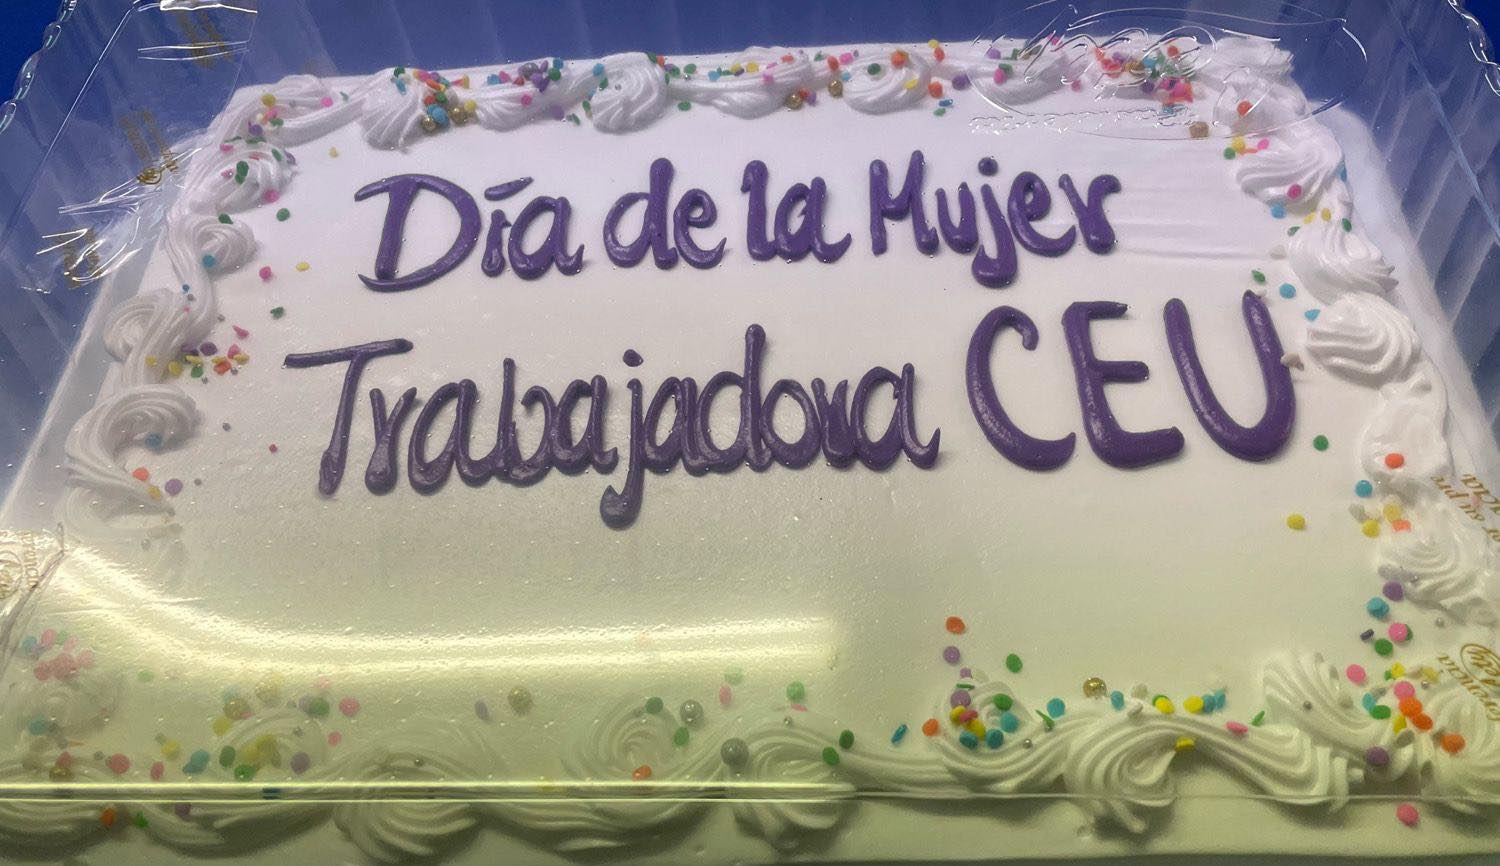 Día de la Mujer
Trabajadora CEU